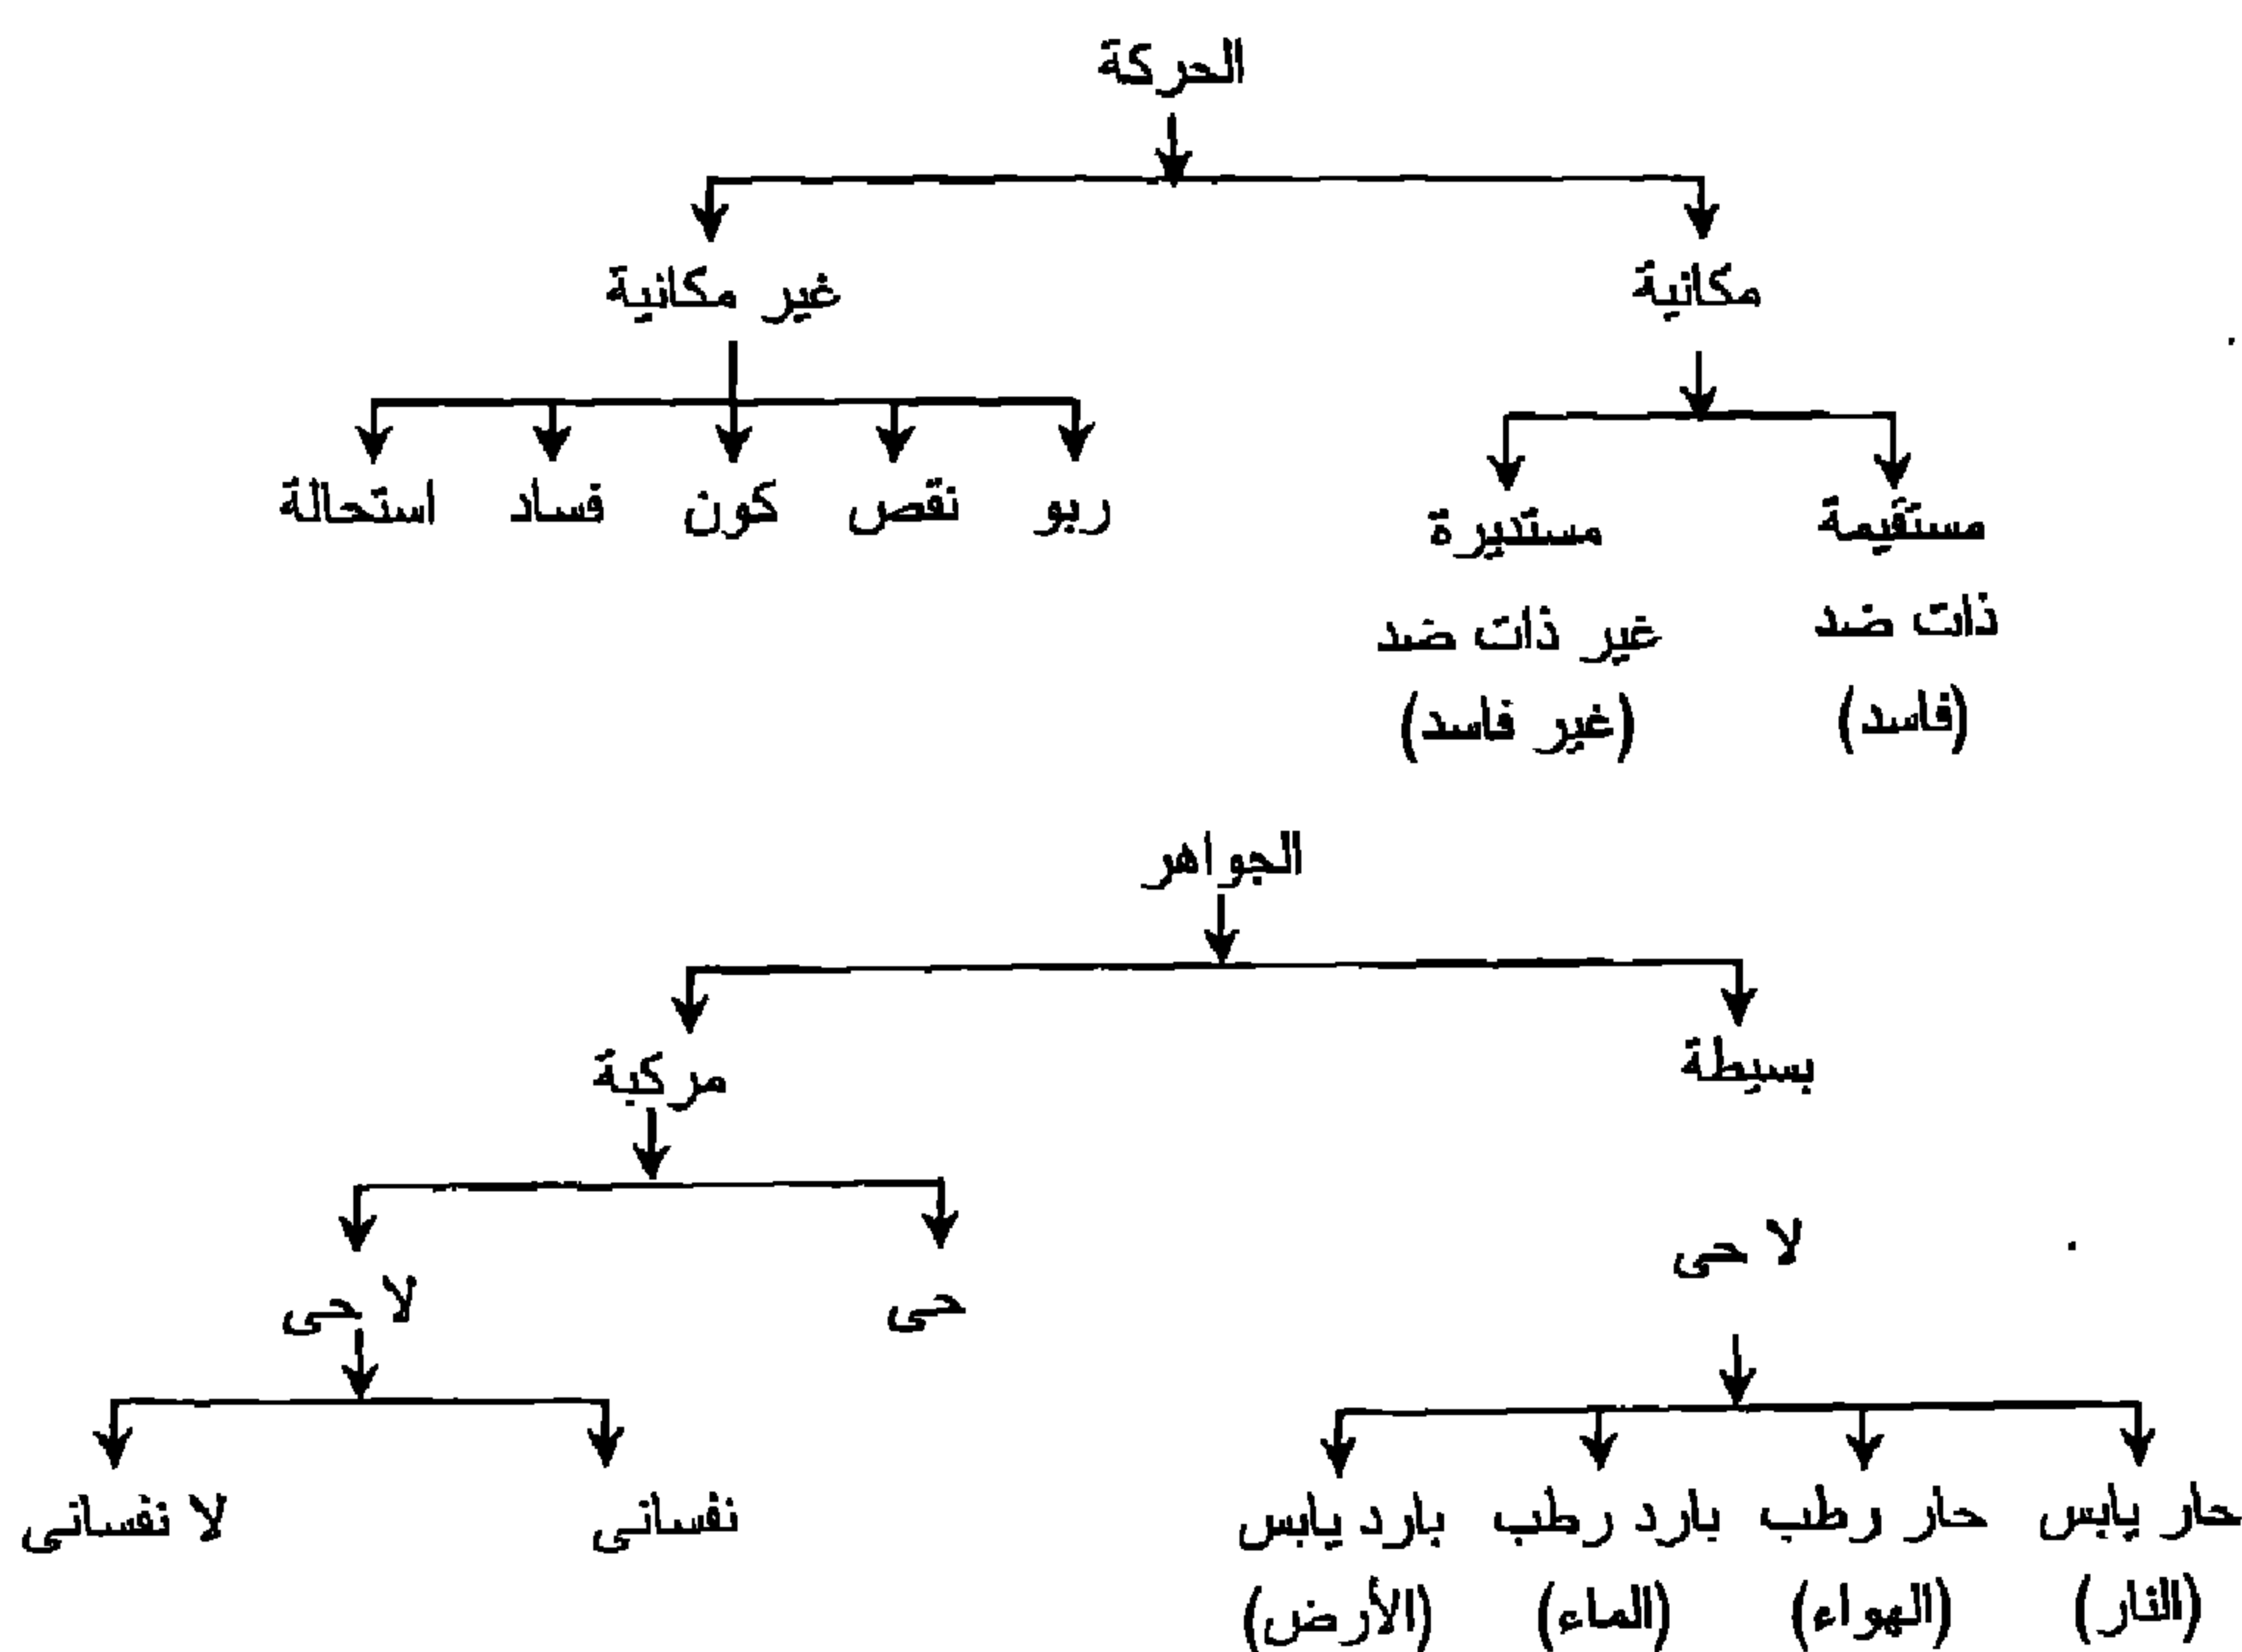 الحركة
مكانية
غير مكانية
ربو
نقص
كون
فساد
استحالة
مستقيمة
ذات ضد
(فاسد)
مستديرة
غير ذات ضد
(غير فاسد)
الجواهر
بسيطة
مركبة
لا حى
حى
لا حى
حار يابس
(النار)
حار رطب
(الهواء)
بارد رطب
(الماء)
بارد يابس
(الأرض)
نفسانى
لا نفسانى